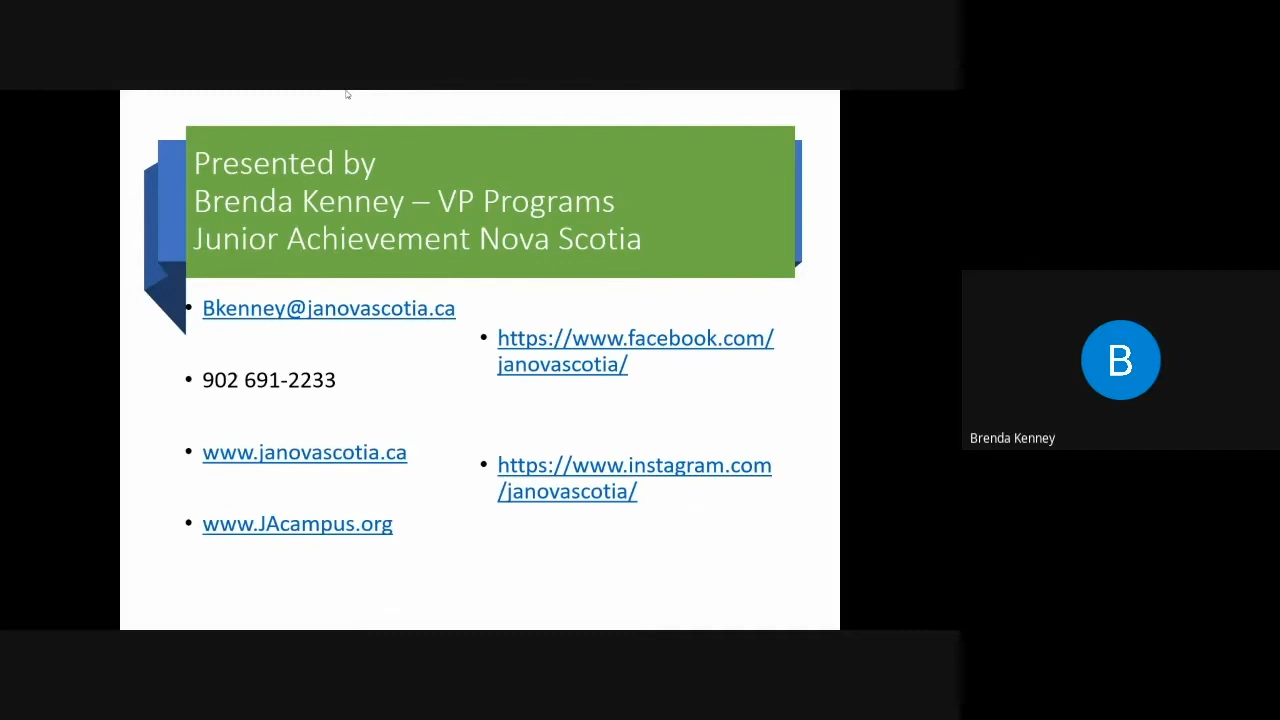 Presented by
Brenda Kenney – VP Programs
Junior Achievement Nova Scotia
Bkenney@janovascotia.ca
902 691-2233
www.janovascotia.ca
www.JAcampus.org
https://www.facebook.com/
janovascotia/
https://www.instagram.com
/janovascotia/
B
Brenda Kenney